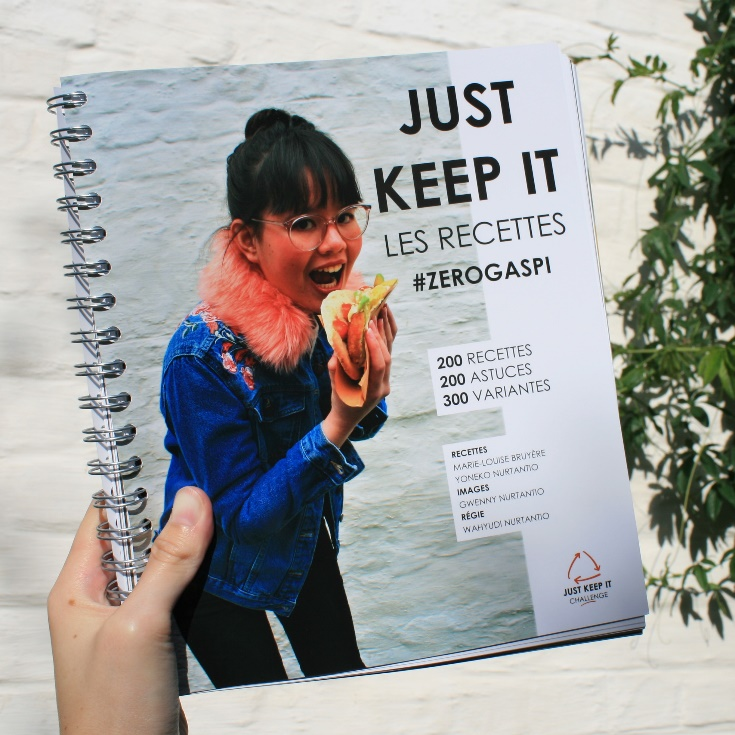 JUST
KEEP IT
LES RECETTES
#ZEROGASPI
200 RECETTES
200 ASTUCES
300 VARIANTES
RECETTES
MARIE-LOUISE BRUYÈRE
YONEKO NURTANTIO
IMAGES
GWENNY NURTANTIO
RÉGIE
WAHYUDI NURTANTIO
JUST KEEP IT
CHALLENGE